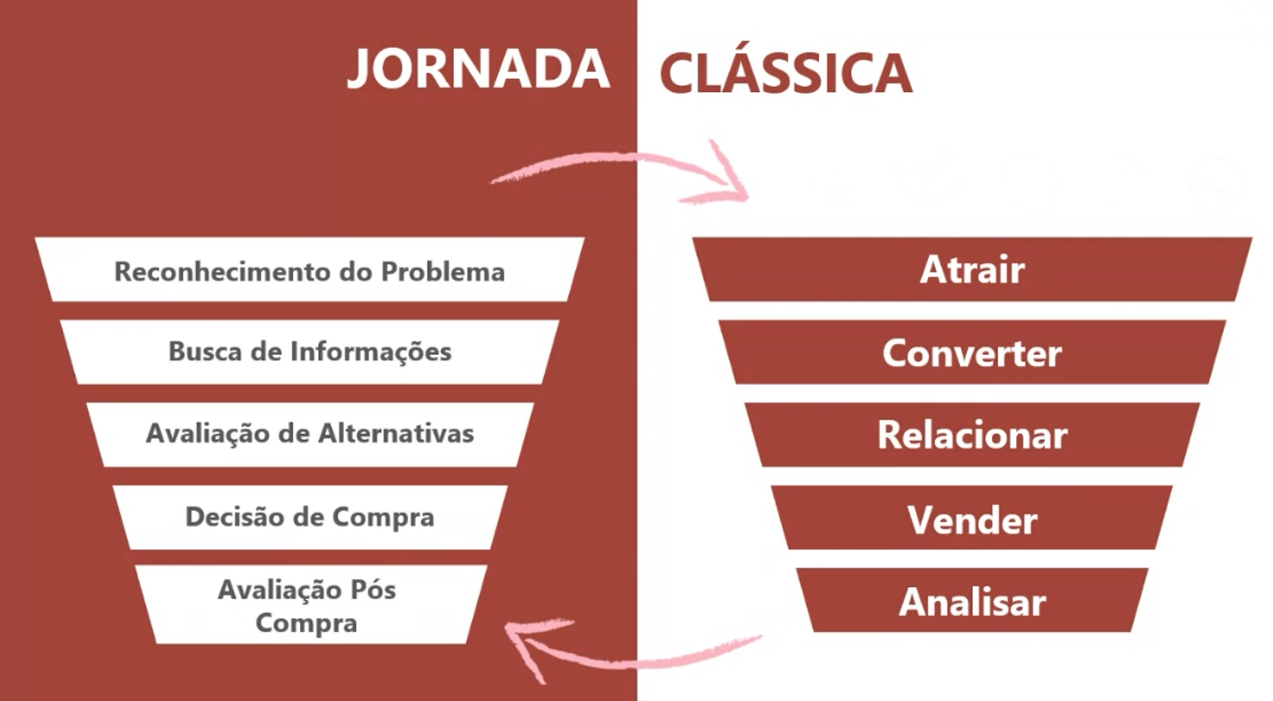 JORNADA CLÁSSICA
Reconhecimento do Problema
Busca de Informações
Avaliação de Alternativas
Decisão de Compra
Avaliação Pós
Compra
Atrair
Converter
Relacionar
Vender
Analisar